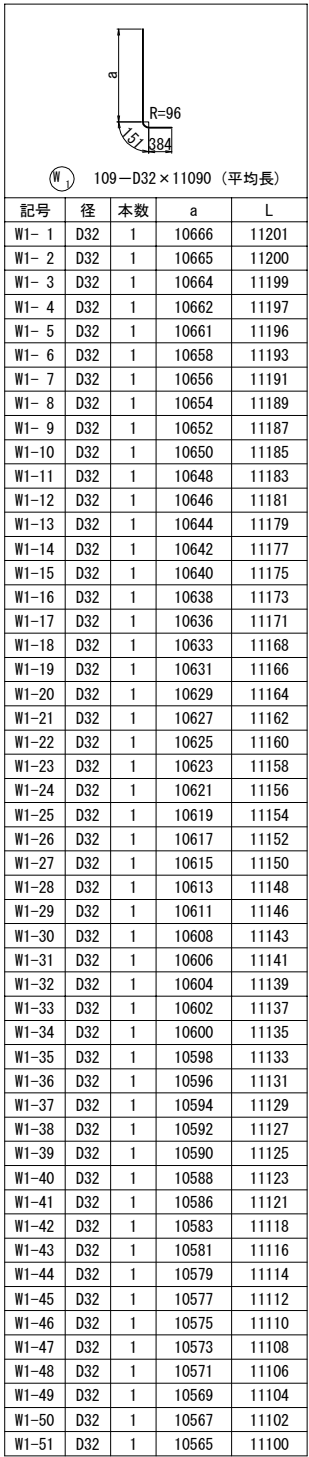 a
R=96
151
384
W1 109-D32×11090 (平均長)
記号 径 本数 a L
W1- 1 D32 1 10666 11201
W1- 2 D32 1 10665 11200
W1- 3 D32 1 10664 11199
W1- 4 D32 1 10662 11197
W1- 5 D32 1 10661 11196
W1- 6 D32 1 10658 11193
W1- 7 D32 1 10656 11191
W1- 8 D32 1 10654 11189
W1- 9 D32 1 10652 11187
W1-10 D32 1 10650 11185
W1-11 D32 1 10648 11183
W1-12 D32 1 10646 11181
W1-13 D32 1 10644 11179
W1-14 D32 1 10642 11177
W1-15 D32 1 10640 11175
W1-16 D32 1 10638 11173
W1-17 D32 1 10636 11171
W1-18 D32 1 10633 11168
W1-19 D32 1 10631 11166
W1-20 D32 1 10629 11164
W1-21 D32 1 10627 11162
W1-22 D32 1 10625 11160
W1-23 D32 1 10623 11158
W1-24 D32 1 10621 11156
W1-25 D32 1 10619 11154
W1-26 D32 1 10617 11152
W1-27 D32 1 10615 11150
W1-28 D32 1 10613 11148
W1-29 D32 1 10611 11146
W1-30 D32 1 10608 11143
W1-31 D32 1 10606 11141
W1-32 D32 1 10604 11139
W1-33 D32 1 10602 11137
W1-34 D32 1 10600 11135
W1-35 D32 1 10598 11133
W1-36 D32 1 10596 11131
W1-37 D32 1 10594 11129
W1-38 D32 1 10592 11127
W1-39 D32 1 10590 11125
W1-40 D32 1 10588 11123
W1-41 D32 1 10586 11121
W1-42 D32 1 10583 11118
W1-43 D32 1 10581 11116
W1-44 D32 1 10579 11114
W1-45 D32 1 10577 11112
W1-46 D32 1 10575 11110
W1-47 D32 1 10573 11108
W1-48 D32 1 10571 11106
W1-49 D32 1 10569 11104
W1-50 D32 1 10567 11102
W1-51 D32 1 10565 11100